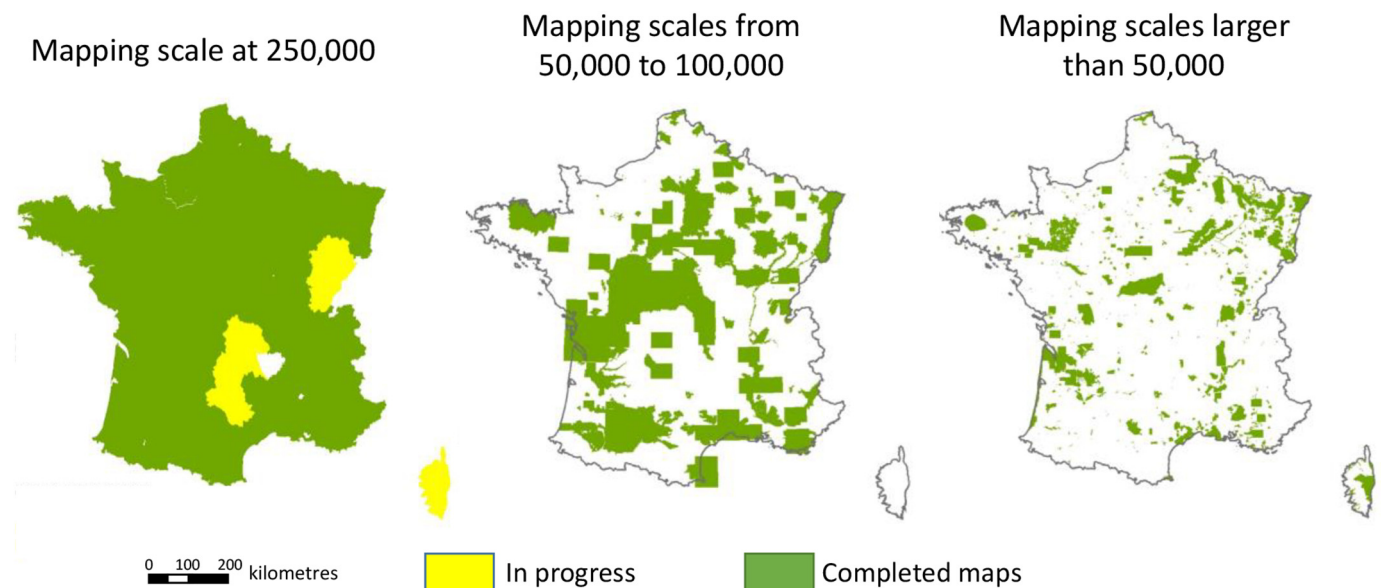 Mapping scale at 250,000
Mapping scales from
50,000 to 100,000
Mapping scales larger
than 50,000
0 100 200 kilometres
In progress
Completed maps